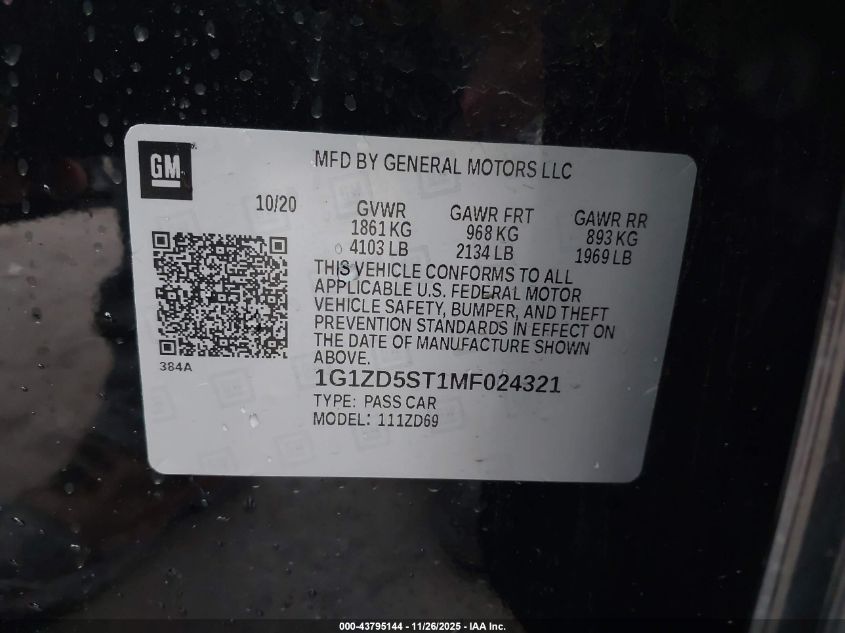 GM
MFD BY GENERAL MOTORS LLC
10/20
GVWR GAWR FRT GAWR RR
1861 KG 968 KG 893 KG
4103 LB 2134 LB 1969 LB
THIS VEHICLE CONFORMS TO ALL
APPLICABLE U.S. FEDERAL MOTOR
VEHICLE SAFETY, BUMPER, AND THEFT
PREVENTION STANDARDS IN EFFECT ON
THE DATE OF MANUFACTURE SHOWN
ABOVE.
384A
1G1ZD5ST1MF024321
TYPE: PASS CAR
MODEL: 111ZD69
000-43795144 - 11/26/2025 - IAA Inc.